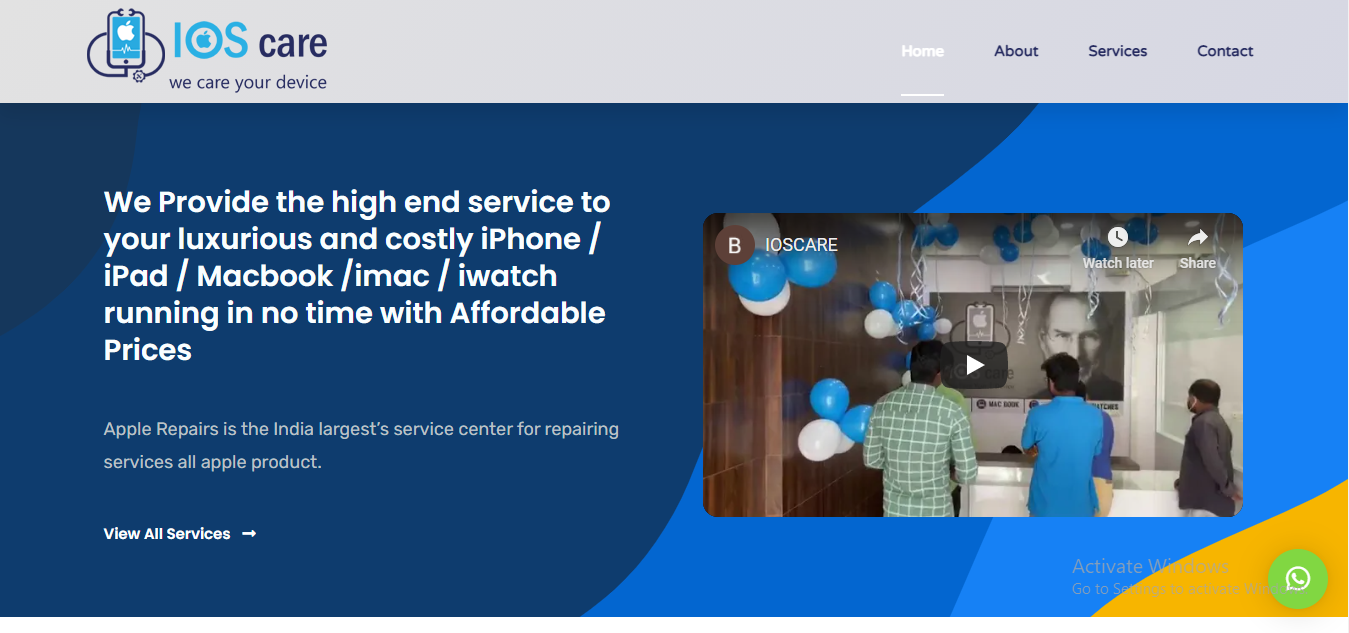 IOS care
we care your device
Home
About
Services
Contact
We Provide the high end service to
your luxurious and costly iPhone /
iPad / Macbook /imac / iwatch
running in no time with Affordable
Prices
Apple Repairs is the India largest’s service center for repairing
services all apple product.
View All Services
B
IOSCARE
Watch later
Share
care
MAC BOOK
Activate Windows
Go to Settings to activate Windows.